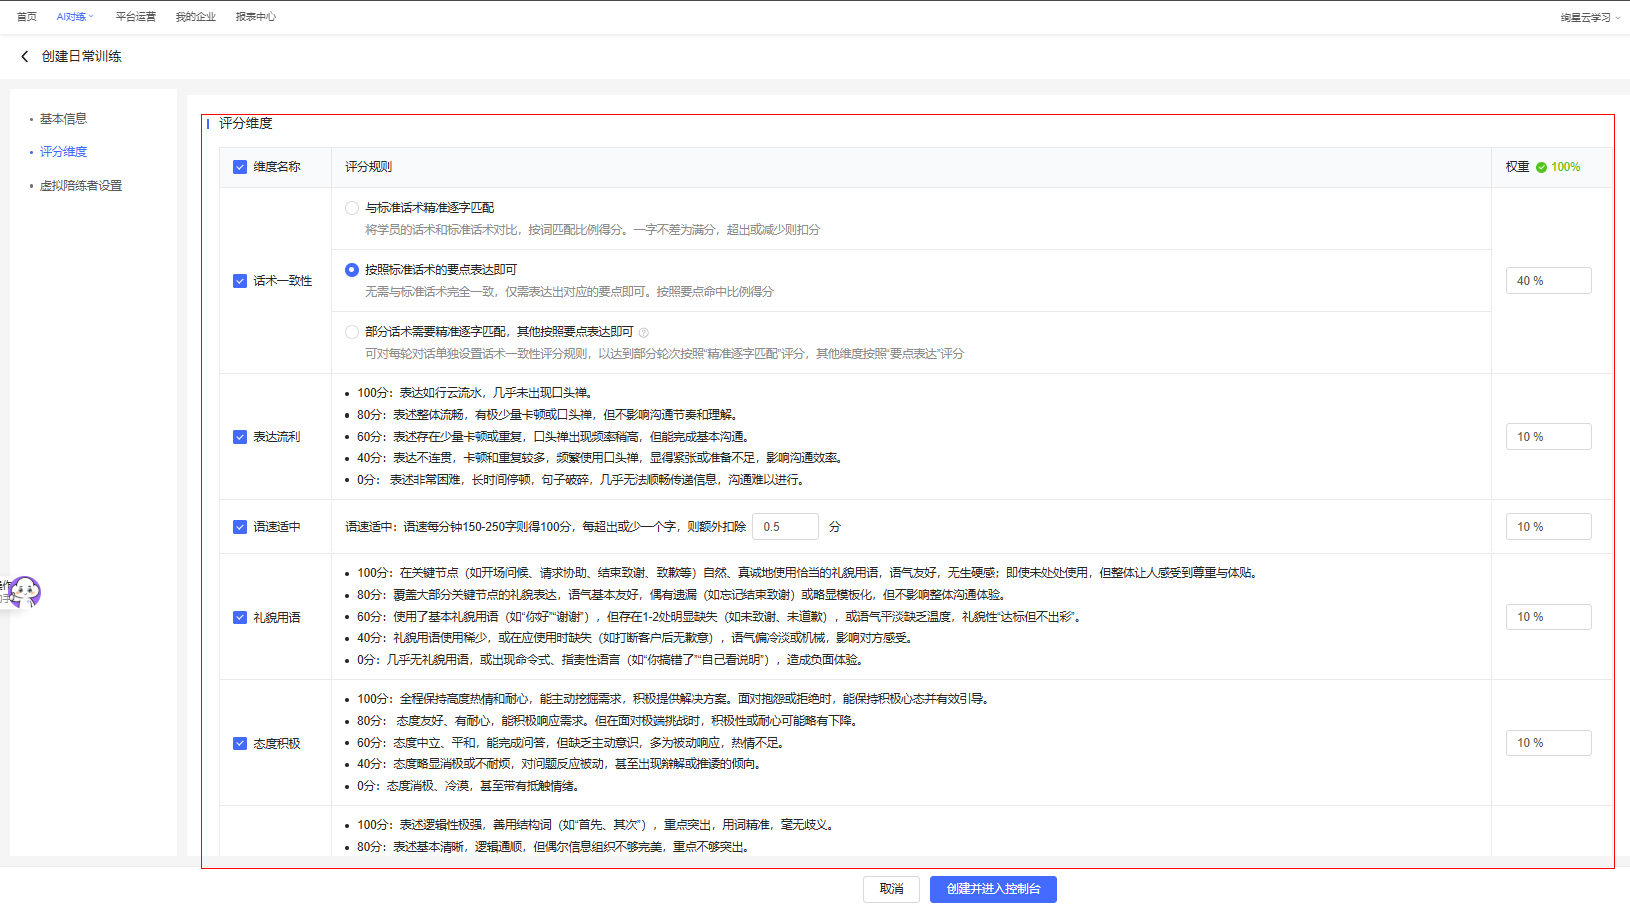 首页 AI对练 平台运营 我的企业 报表中心 绚星云学习
创建日常训练
基本信息
评分维度
虚拟陪练者设置
评分维度
维度名称 评分规则 权重 100%
话术一致性
与标准话术精准逐字匹配
将学员的话术和标准话术对比，按词匹配比例得分。一字不差为满分，超出或减少则扣分
按照标准话术的要点表达即可
无需与标准话术完全一致，仅需表达出对应的要点即可。按照要点命中比例得分
部分话术需要精准逐字匹配，其他按照要点表达即可
可对每轮对话单独设置话术一致性评分规则，以达到部分轮次按照“精准逐字匹配”评分，其他维度按照“要点表达”评分
40 %
表达流利
100分：表达如行云流水，几乎未出现口头禅。
80分：表述整体流畅，有极少量卡顿或口头禅，但不影响沟通节奏和理解。
60分：表述存在少量卡顿或重复，口头禅出现频率稍高，但能完成基本沟通。
40分：表达不连贯，卡顿和重复较多，频繁使用口头禅，显得紧张或准备不足，影响沟通效率。
0分： 表述非常困难，长时间停顿，句子破碎，几乎无法顺畅传递信息，沟通难以进行。
10 %
语速适中 语速适中：语速每分钟150-250字则得100分，每超出或少一个字，则额外扣除 0.5 分 10 %
礼貌用语
100分：在关键节点（如开场问候、请求协助、结束致谢、致歉等）自然、真诚地使用恰当的礼貌用语，语气友好，无生硬感；即使未处处使用，但整体让人感受到尊重与体贴。
80分：覆盖大部分关键节点的礼貌表达，语气基本友好，偶有遗漏（如忘记结束致谢）或略显模板化，但不影响整体沟通体验。
60分：使用了基本礼貌用语（如“你好”“谢谢”），但存在1-2处明显缺失（如未致谢、未道歉），或语气平淡缺乏温度，礼貌性“达标但不出彩”。
40分：礼貌用语使用稀少，或在应使用时缺失（如打断客户后无歉意），语气偏冷淡或机械，影响对方感受。
0分：几乎无礼貌用语，或出现命令式、指责性语言（如“你搞错了”“自己看说明”），造成负面体验。
10 %
态度积极
100分：全程保持高度热情和耐心，能主动挖掘需求，积极提供解决方案。面对抱怨或拒绝时，能保持积极心态并有效引导。
80分： 态度友好、有耐心，能积极响应需求。但在面对极端挑战时，积极性或耐心可能略有下降。
60分：态度中立、平和，能完成问答，但缺乏主动意识，多为被动响应，热情不足。
40分：态度略显消极或不耐烦，对问题反应被动，甚至出现辩解或推诿的倾向。
0分：态度消极、冷漠，甚至带有抵触情绪。
10 %
100分：表述逻辑性极强，善用结构词（如“首先、其次”），重点突出，用词精准，毫无歧义。
80分：表述基本清晰，逻辑通顺，但偶尔信息组织不够完美，重点不够突出。
取消 创建并进入控制台